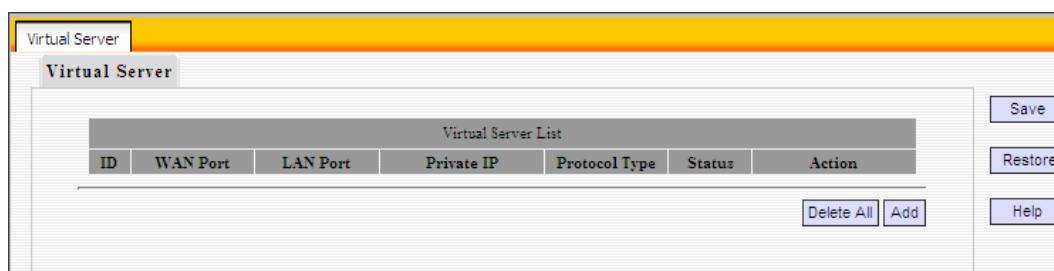 Virtual Server
Virtual Server
Virtual Server List
ID WAN Port LAN Port Private IP Protocol Type Status Action
Delete All Add
Save
Restore
Help